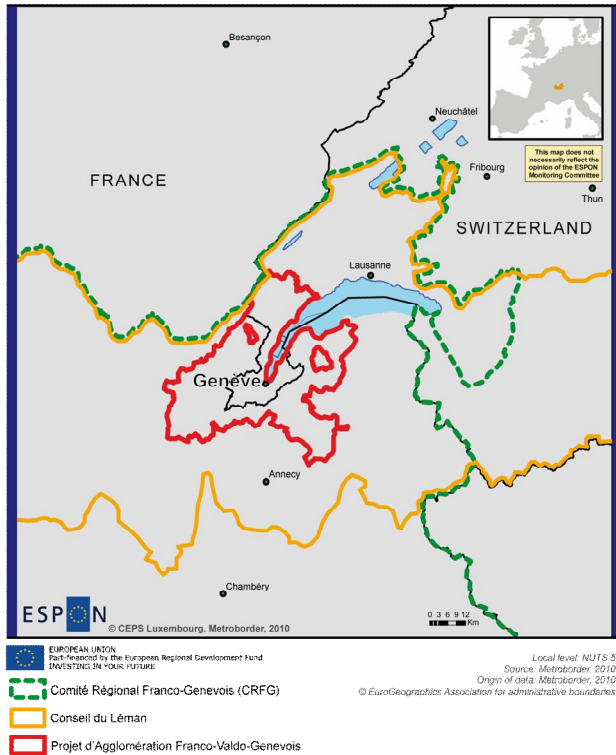 Besançon
Neuchâtel
This map does not
necessarily reflect the
opinion of the ESPON
Monitoring Committee
Fribourg
FRANCE
Thun
SWITZERLAND
Lausanne
Genève
Annecy
Chambéry
ESPON
© CEPS Luxembourg. Metroborder, 2010
0 3 6 9 12
Km
EUROPEAN UNION
Part-financed by the European Regional Development Fund
INVESTING IN YOUR FUTURE
Local level: NUTS 5
Source: Metroborder, 2010
Origin of data: Metroborder, 2010
© EuroGeographics Association for administrative boundaries
Comité Régional Franco-Genevois (CRFG)
Conseil du Léman
Projet d'Agglomération Franco-Valdo-Genevois